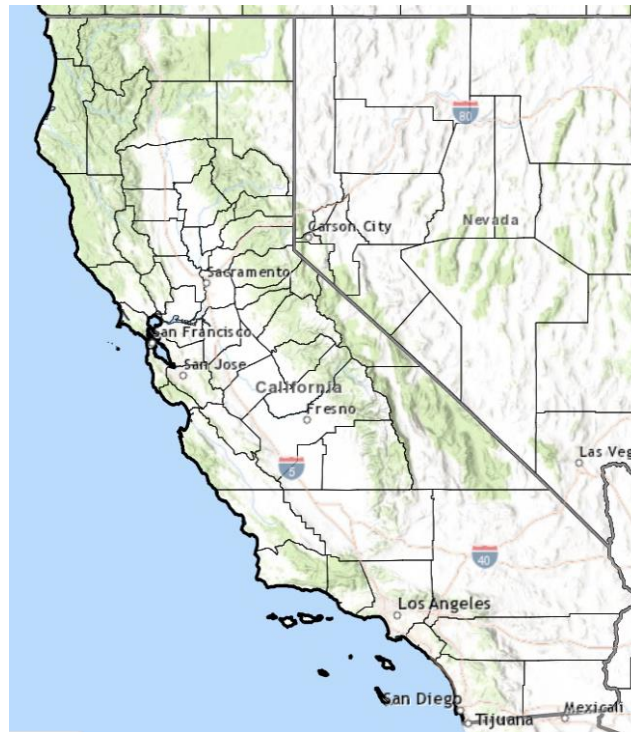 80
Nevada
Carson City
Sacramento
San Francisco
San Jose
California
Fresno
Las Veg
5
40
Los Angeles
San Diego
Tijuana
Mexicali